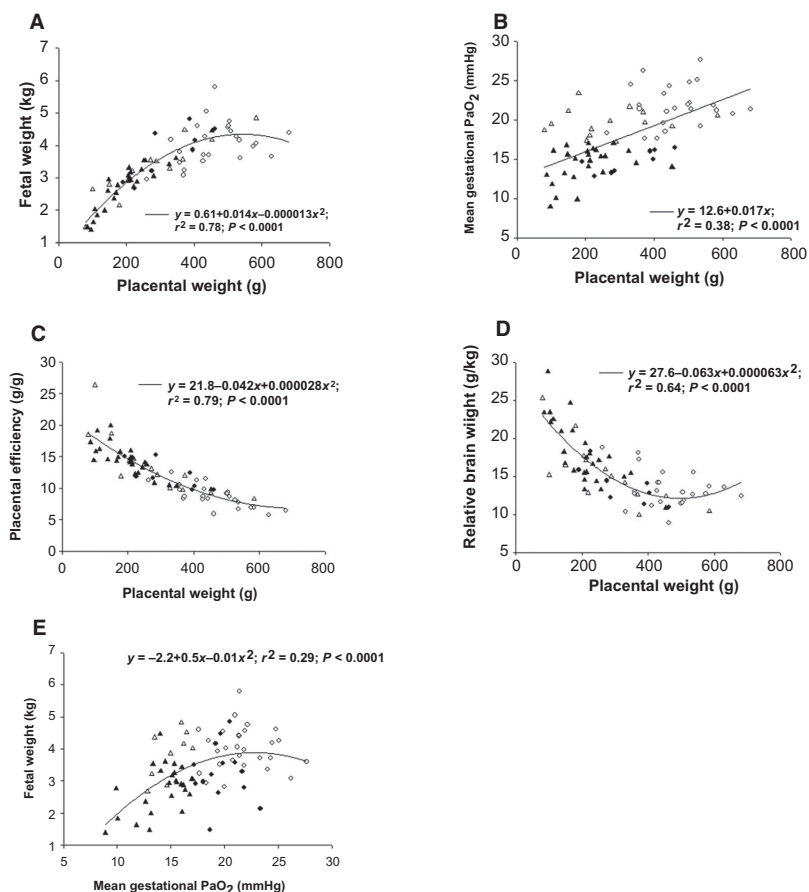 A
Fetal weight (kg)
7
6
5
4
3
2
1
y = 0.61+0.014x–0.000013x²;
r² = 0.78; P < 0.0001
0 200 400 600 800
Placental weight (g)
B
Mean gestational PaO₂ (mmHg)
30
25
20
15
10
5
y = 12.6+0.017x;
r² = 0.38; P < 0.0001
0 200 400 600 800
Placental weight (g)
C
Placental efficiency (g/g)
30
25
20
15
10
5
0
y = 21.8–0.042x+0.000028x²;
r² = 0.79; P < 0.0001
0 200 400 600 800
Placental weight (g)
D
Relative brain wiight (g/kg)
30
25
20
15
10
5
y = 27.6–0.063x+0.000063x²;
r² = 0.64; P < 0.0001
0 200 400 600 800
Placental weight (g)
E
Fetal weight (kg)
7
6
5
4
3
2
1
y = –2.2+0.5x–0.01x²; r² = 0.29; P < 0.0001
5 10 15 20 25 30
Mean gestational PaO₂ (mmHg)